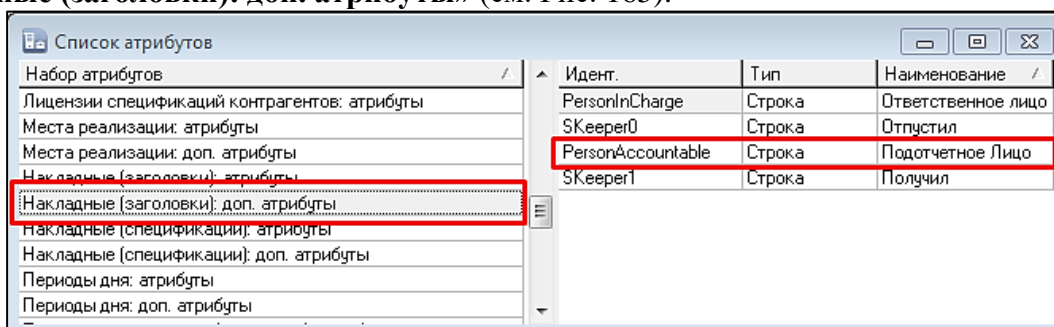 ные (заголовки): доп. атрибуты» (см. Рис. 163).
Список атрибутов
Набор атрибутов
Лицензии спецификаций контрагентов: атрибуты
Места реализации: атрибуты
Места реализации: доп. атрибуты
Накладные (заголовки): атрибуты
Накладные (заголовки): доп. атрибуты
Накладные (спецификации): атрибуты
Накладные (спецификации): доп. атрибуты
Периоды дня: атрибуты
Периоды дня: доп. атрибуты
Идент. Тип Наименование
PersonInCharge Строка Ответственное лицо
SKeeper0 Строка Отпустил
PersonAccountable Строка Подотчетное Лицо
SKeeper1 Строка Получил